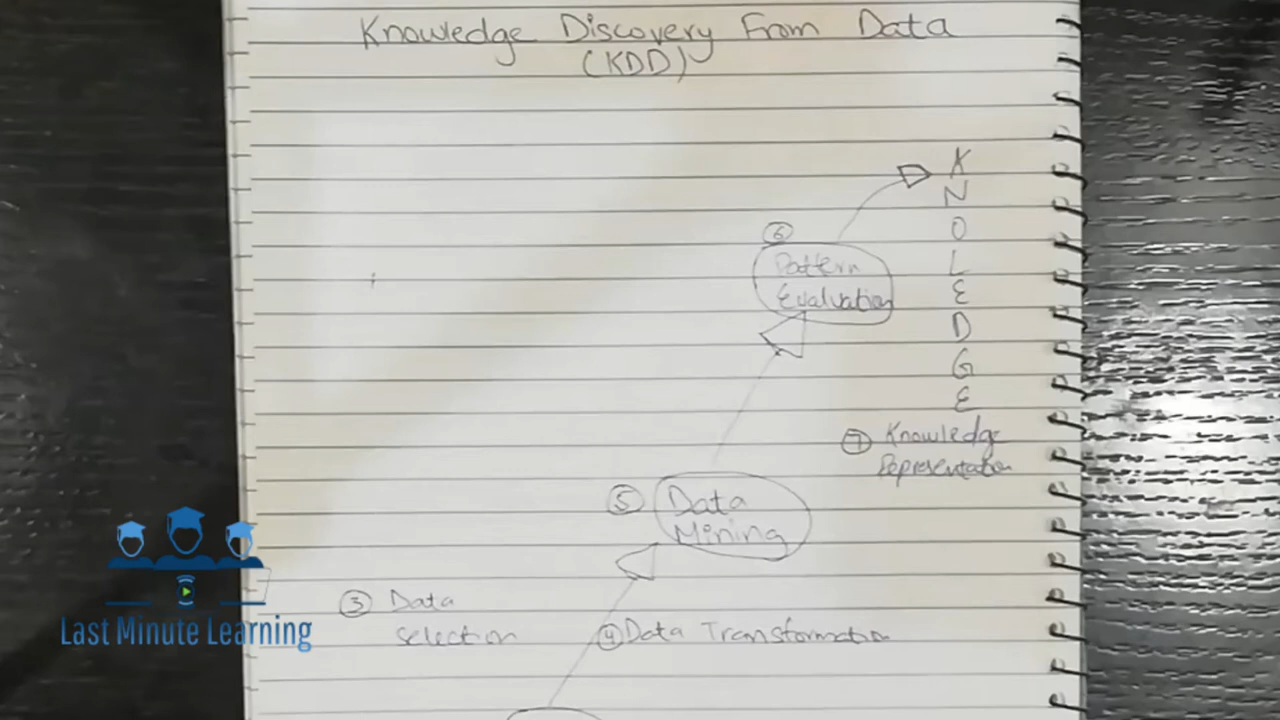 Knowledge Discovery From Data
(KDD)
K
N
O
L
E
D
G
E
⑥
Pattern
Evaluation
⑦ Knowledge
Representation
⑤ Data
Mining
③ Data
selection
④ Data Transformation
Last Minute Learning